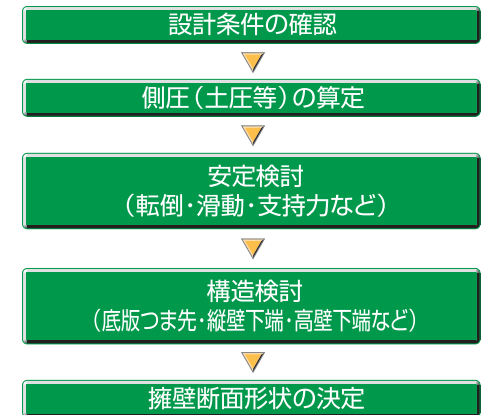 設計条件の確認
側圧（土圧等）の算定
安定検討
（転倒・滑動・支持力など）
構造検討
（底版つま先・縦壁下端・高壁下端など）
擁壁断面形状の決定